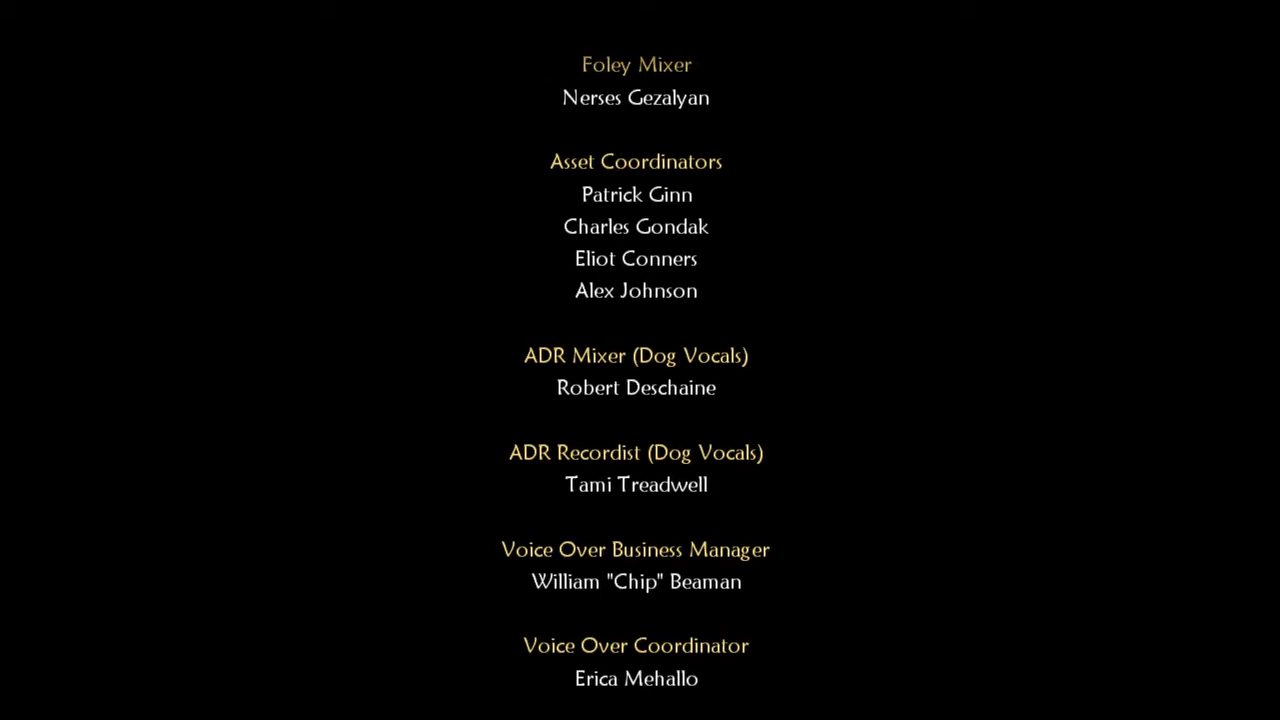 Foley Mixer
Nerses Gezalyan
Asset Coordinators
Patrick Ginn
Charles Gondak
Eliot Conners
Alex Johnson
ADR Mixer (Dog Vocals)
Robert Deschaine
ADR Recordist (Dog Vocals)
Tami Treadwell
Voice Over Business Manager
William "Chip" Beaman
Voice Over Coordinator
Erica Mehallo